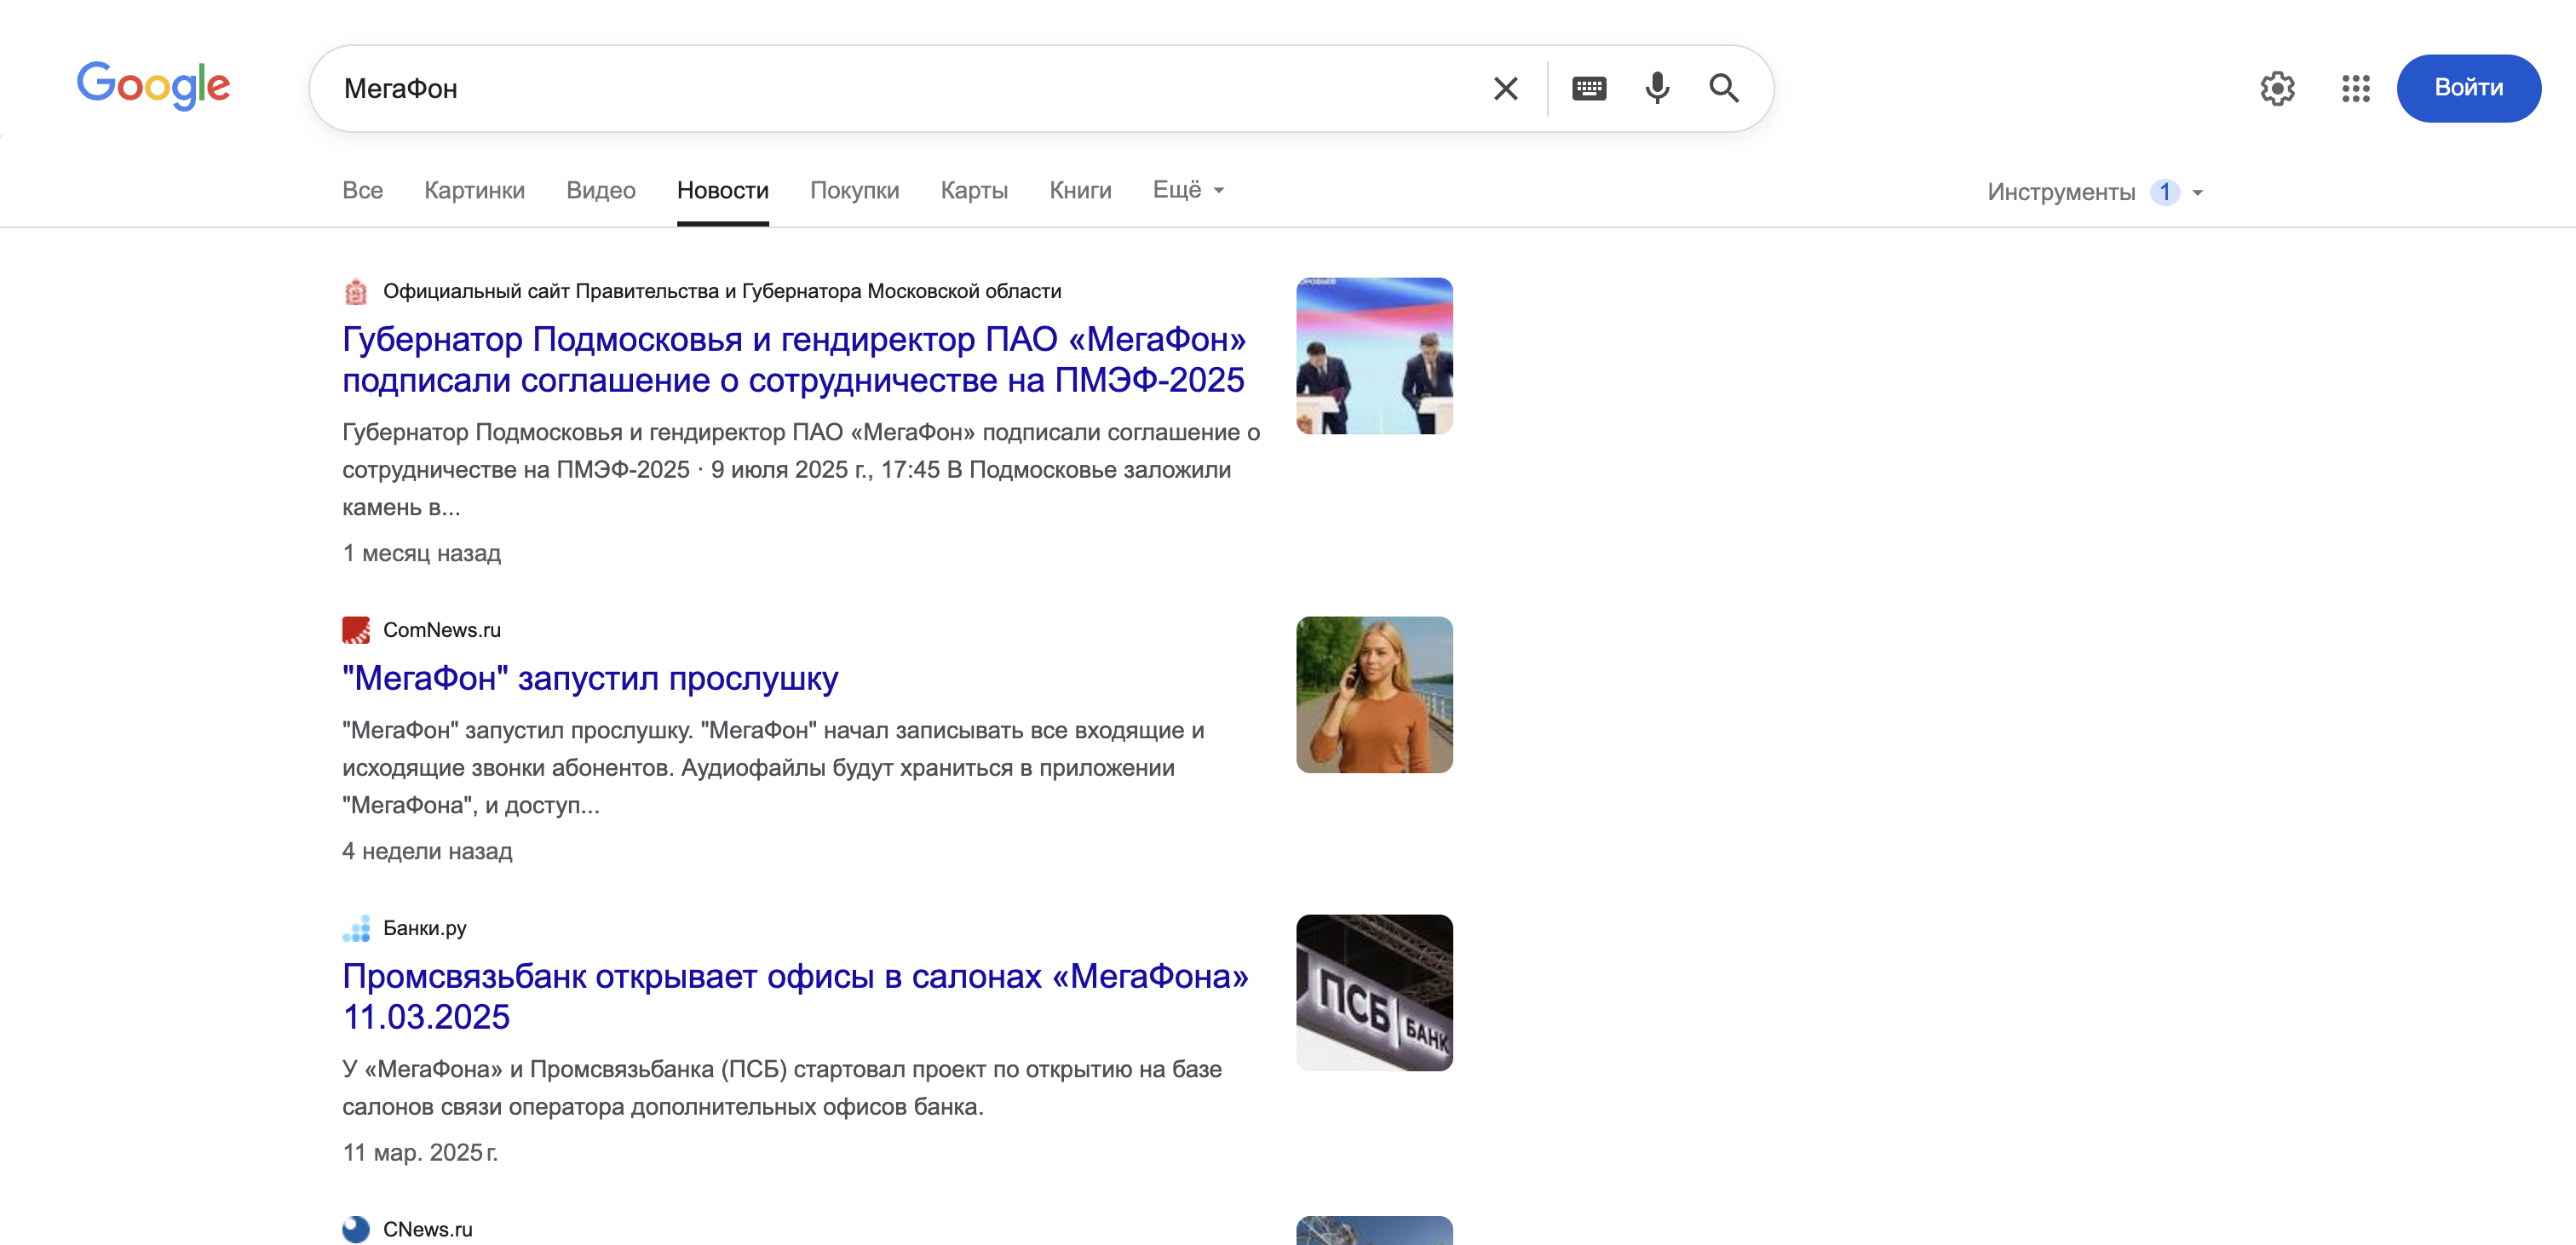 Google
МегаФон
Войти
Все Картинки Видео Новости Покупки Карты Книги Ещё
Инструменты 1
Официальный сайт Правительства и Губернатора Московской области
Губернатор Подмосковья и гендиректор ПАО «МегаФон»
подписали соглашение о сотрудничестве на ПМЭФ-2025
Губернатор Подмосковья и гендиректор ПАО «МегаФон» подписали соглашение о
сотрудничестве на ПМЭФ-2025 · 9 июля 2025 г., 17:45 В Подмосковье заложили
камень в...
1 месяц назад
ComNews.ru
"МегаФон" запустил прослушку
"МегаФон" запустил прослушку. "МегаФон" начал записывать все входящие и
исходящие звонки абонентов. Аудиофайлы будут храниться в приложении
"МегаФона", и доступ...
4 недели назад
Банки.ру
Промсвязьбанк открывает офисы в салонах «МегаФона»
11.03.2025
ПСБ БАНК
У «МегаФона» и Промсвязьбанка (ПСБ) стартовал проект по открытию на базе
салонов связи оператора дополнительных офисов банка.
11 мар. 2025 г.
CNews.ru